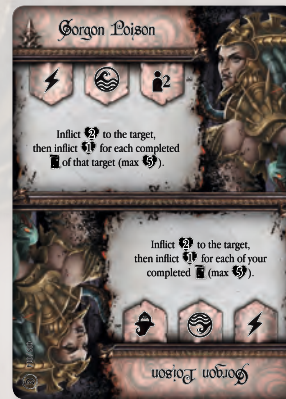 Gorgon Poison
2
Inflict 2 to the target,
then inflict 1 for each completed
of that target (max 5).
Inflict 2 to the target,
then inflict 1 for each of your
completed (max 5).
Gorgon Poison